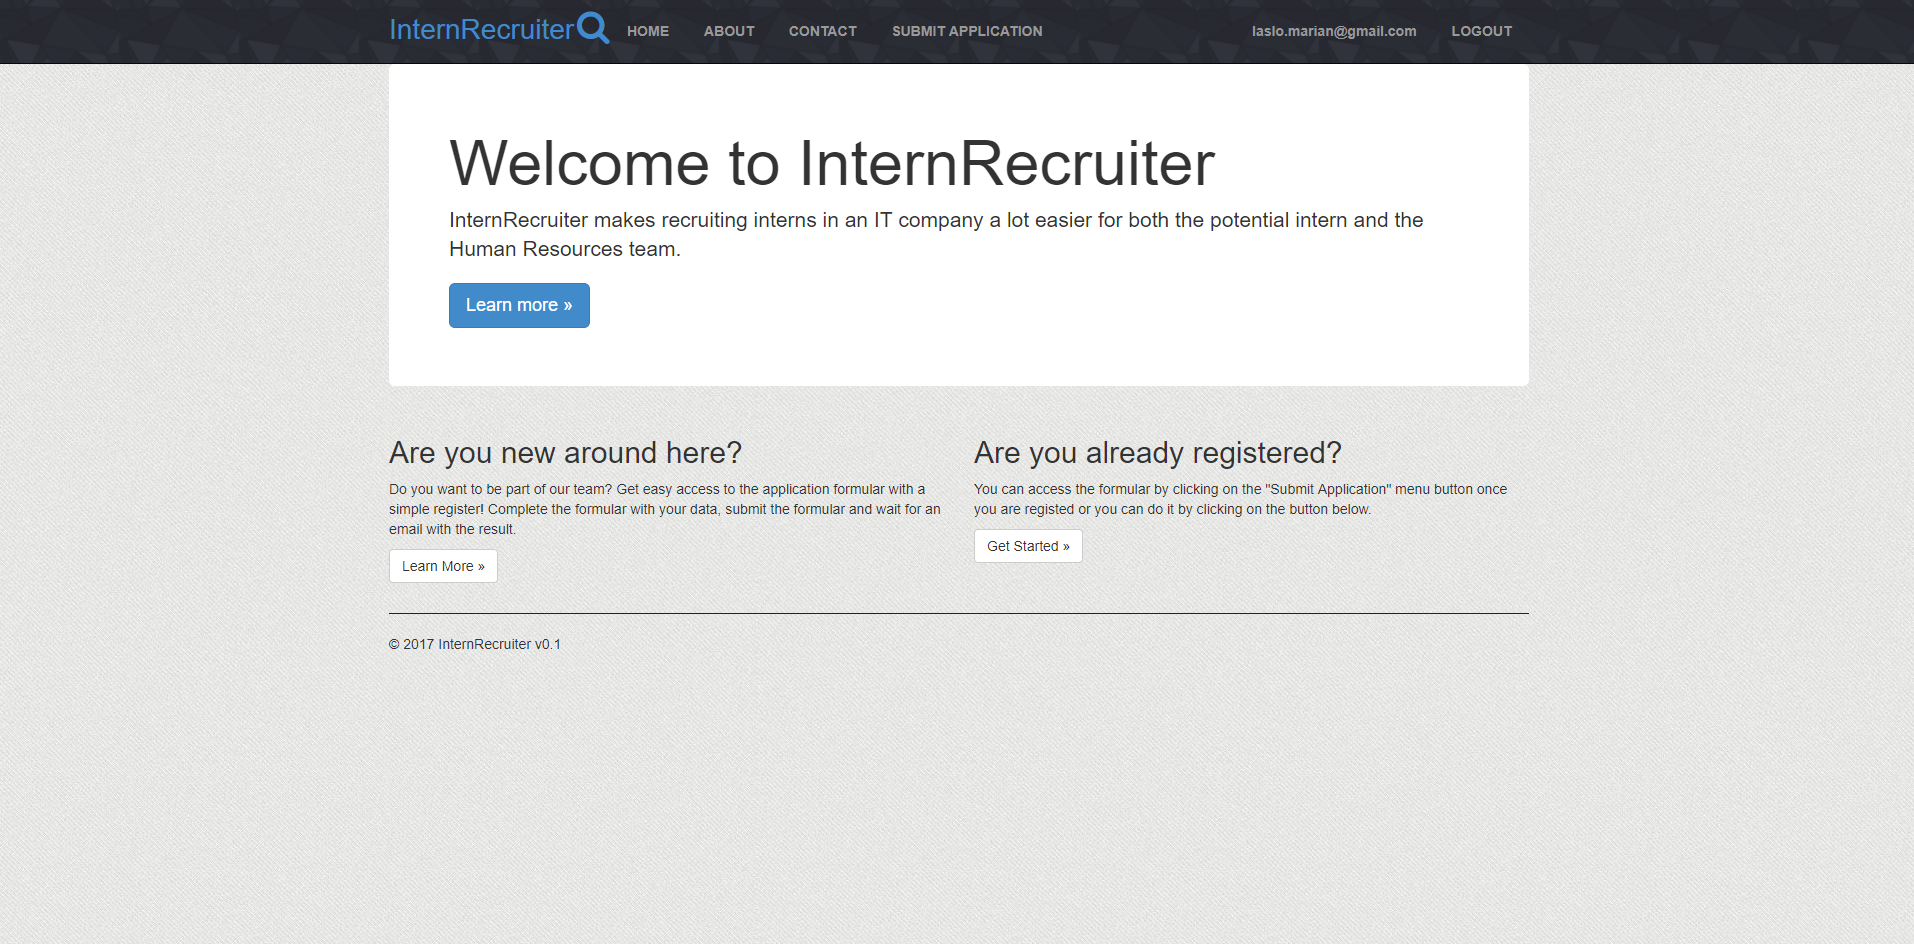 InternRecruiter HOME ABOUT CONTACT SUBMIT APPLICATION laslo.marian@gmail.com LOGOUT
Welcome to InternRecruiter
InternRecruiter makes recruiting interns in an IT company a lot easier for both the potential intern and the
Human Resources team.
Learn more »
Are you new around here?
Do you want to be part of our team? Get easy access to the application formular with a
simple register! Complete the formular with your data, submit the formular and wait for an
email with the result.
Learn More »
Are you already registered?
You can access the formular by clicking on the "Submit Application" menu button once
you are registed or you can do it by clicking on the button below.
Get Started »
© 2017 InternRecruiter v0.1